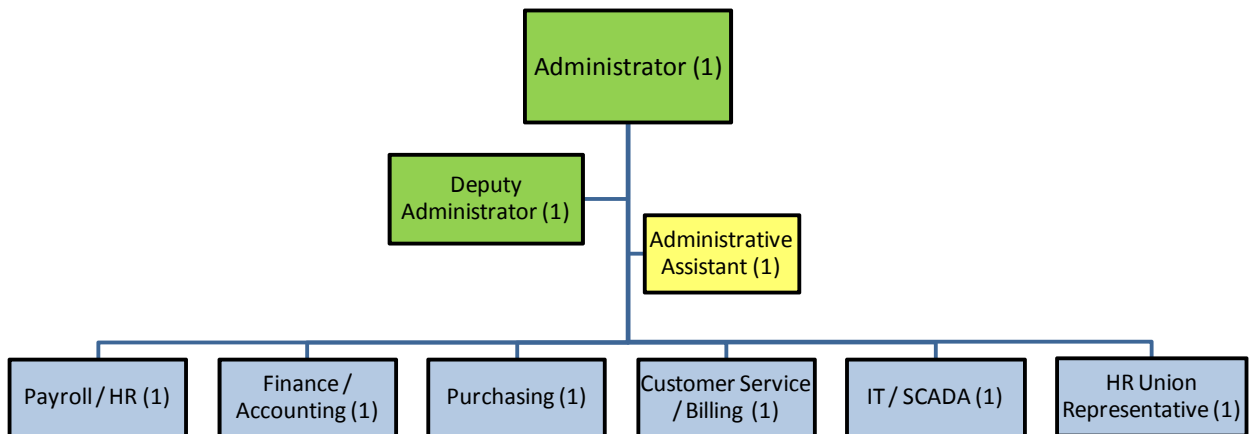 Administrator (1)
Deputy
Administrator (1)
Administrative
Assistant (1)
Payroll / HR (1)
Finance /
Accounting (1)
Purchasing (1)
Customer Service
/ Billing (1)
IT / SCADA (1)
HR Union
Representative (1)